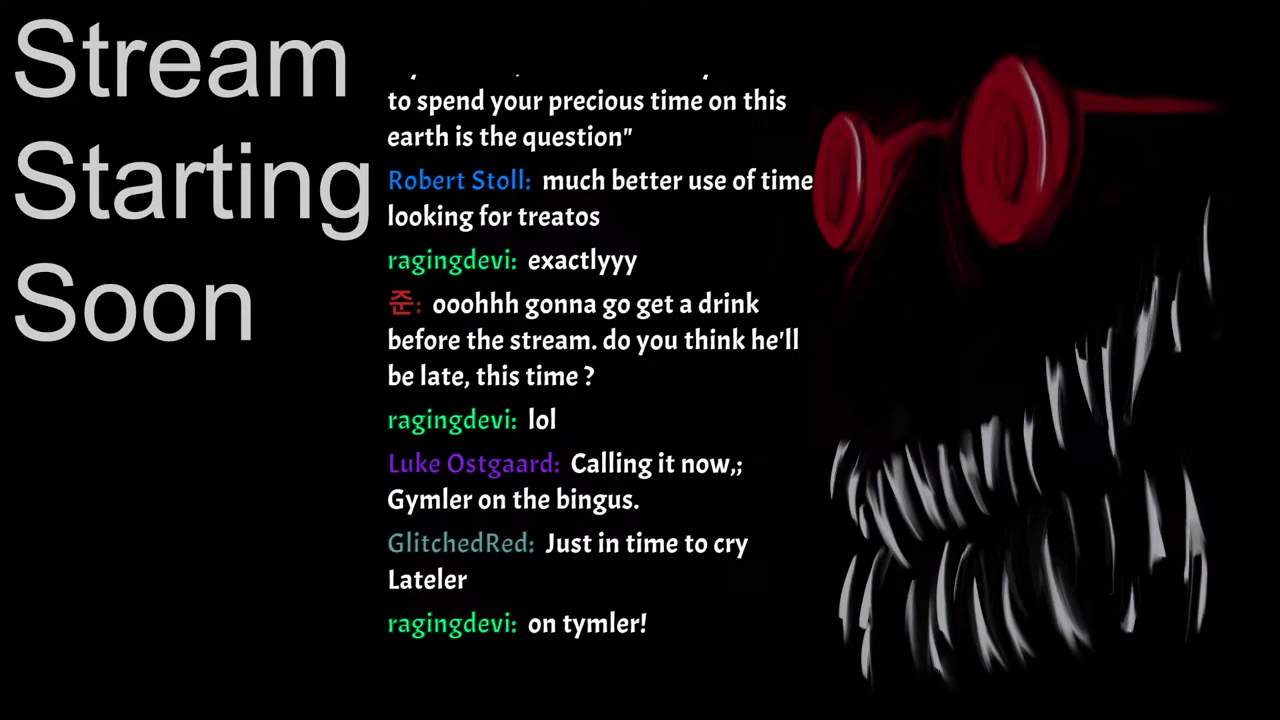 Stream
Starting
Soon
to spend your precious time on this
earth is the question"
Robert Stoll: much better use of time
looking for treatos
ragingdevi: exactlyyy
준: ooohhh gonna go get a drink
before the stream. do you think he'll
be late, this time ?
ragingdevi: lol
Luke Ostgaard: Calling it now,;
Gymler on the bingus.
GlitchedRed: Just in time to cry
Lateler
ragingdevi: on tymler!